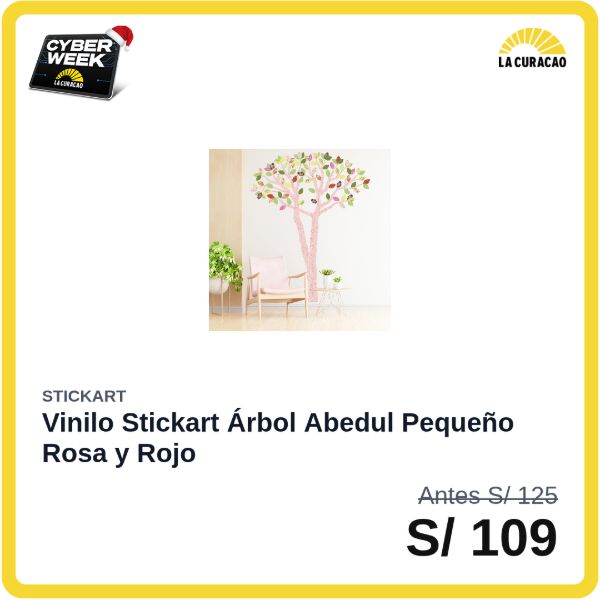 CYBER
WEEK
LA CURACAO
LA CURACAO
STICKART
Vinilo Stickart Árbol Abedul Pequeño
Rosa y Rojo
Antes S/ 125
S/ 109